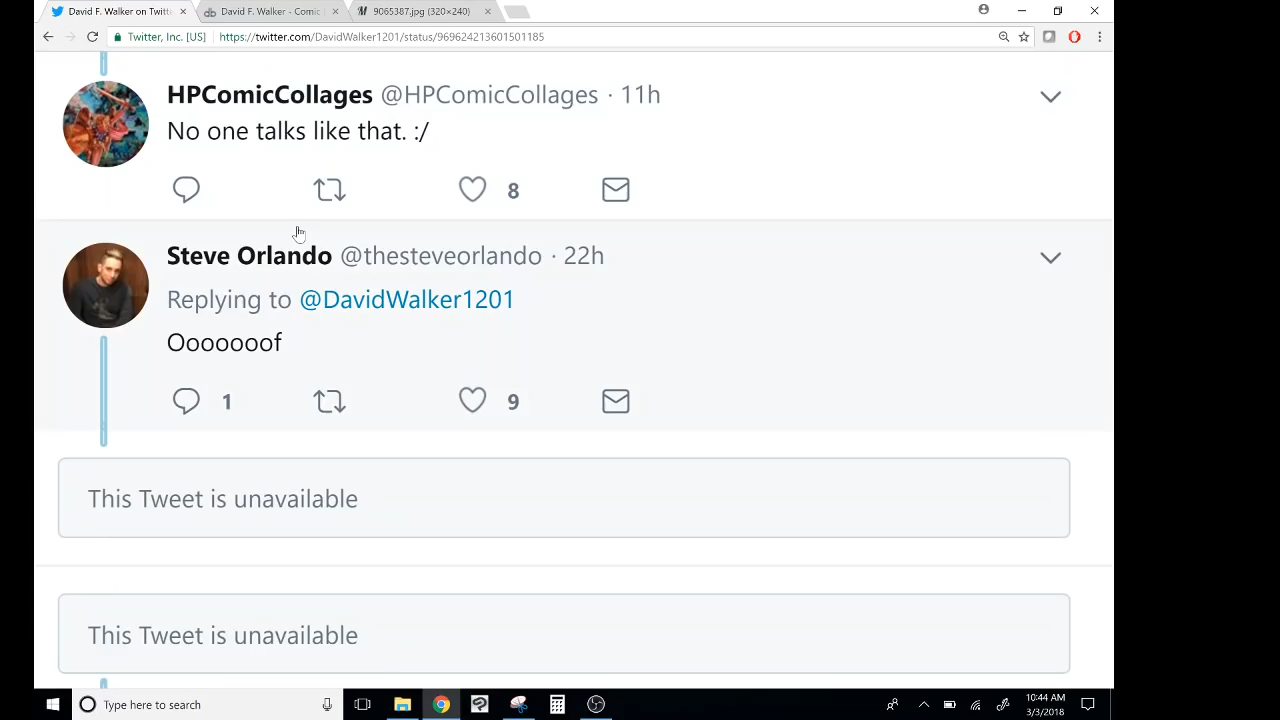 David F. Walker on Twitte
David F. Walker - Comic
9065387.jpg (320×240)
Twitter, Inc. [US]
https://twitter.com/DavidWalker1201/status/969624213601501185
HPComicCollages @HPComicCollages · 11h
No one talks like that. :/
8
Steve Orlando @thesteveorlando · 22h
Replying to @DavidWalker1201
Ooooooof
1
9
This Tweet is unavailable
This Tweet is unavailable
Type here to search
10:44 AM
3/3/2018